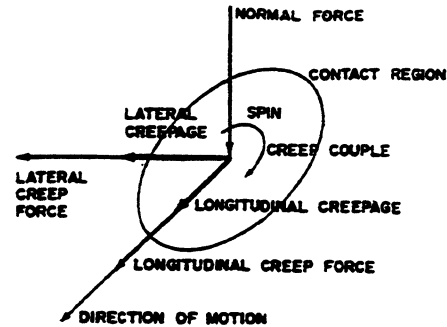 NORMAL FORCE
CONTACT REGION
LATERAL
CREEPAGE
SPIN
CREEP COUPLE
LATERAL
CREEP
FORCE
LONGITUDINAL CREEPAGE
LONGITUDINAL CREEP FORCE
DIRECTION OF MOTION